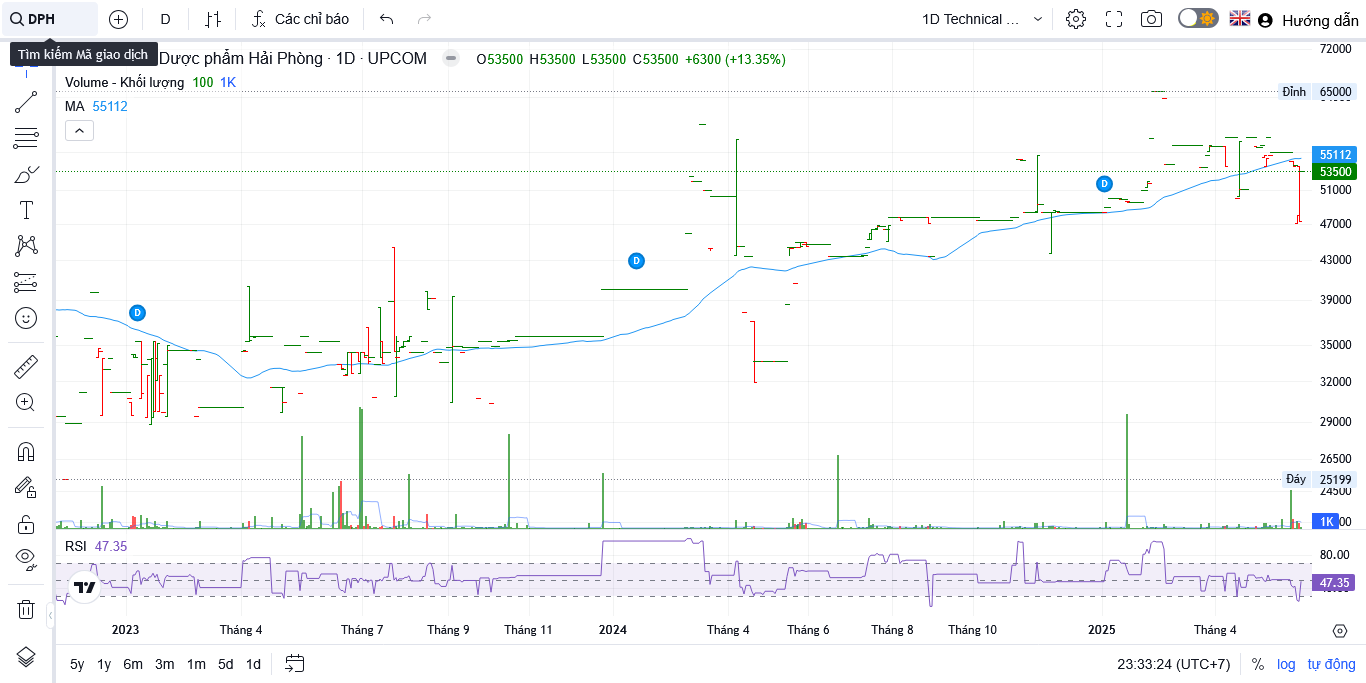 DPH D Các chỉ báo 1D Technical ... Hướng dẫn
Tìm kiếm Mã giao dịch
Dược phẩm Hải Phòng · 1D · UPCOM O53500 H53500 L53500 C53500 +6300 (+13.35%)
Volume - Khối lượng 100 1K
MA 55112
72000
Đỉnh 65000
55112
53500
51000
47000
43000
39000
35000
32000
29000
26500
Đáy 25199
24500
1K
D
D
D
RSI 47.35
80.00
47.35
2023 Tháng 4 Tháng 7 Tháng 9 Tháng 11 2024 Tháng 4 Tháng 6 Tháng 8 Tháng 10 2025 Tháng 4
5y 1y 6m 3m 1m 5d 1d 23:33:24 (UTC+7) % log tự động